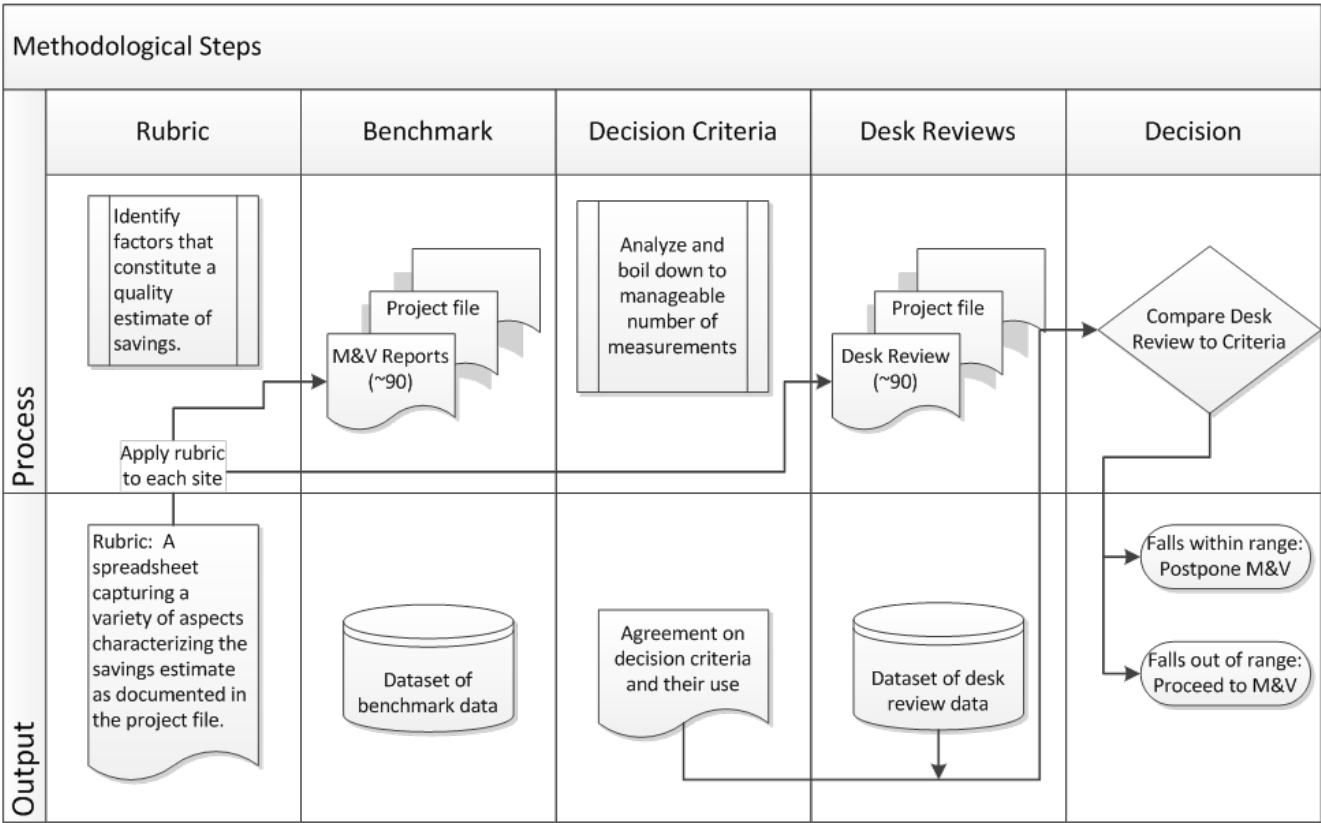 Methodological Steps
Rubric
Benchmark
Decision Criteria
Desk Reviews
Decision
Process
Identify
factors that
constitute a
quality
estimate of
savings.
Project file
M&V Reports
(~90)
Analyze and
boil down to
manageable
number of
measurements
Project file
Desk Review
(~90)
Compare Desk
Review to Criteria
Apply rubric
to each site
Output
Rubric:  A
spreadsheet
capturing a
variety of aspects
characterizing the
savings estimate
as documented in
the project file.
Dataset of
benchmark data
Agreement on
decision criteria
and their use
Dataset of desk
review data
Falls within range:
Postpone M&V
Falls out of range:
Proceed to M&V